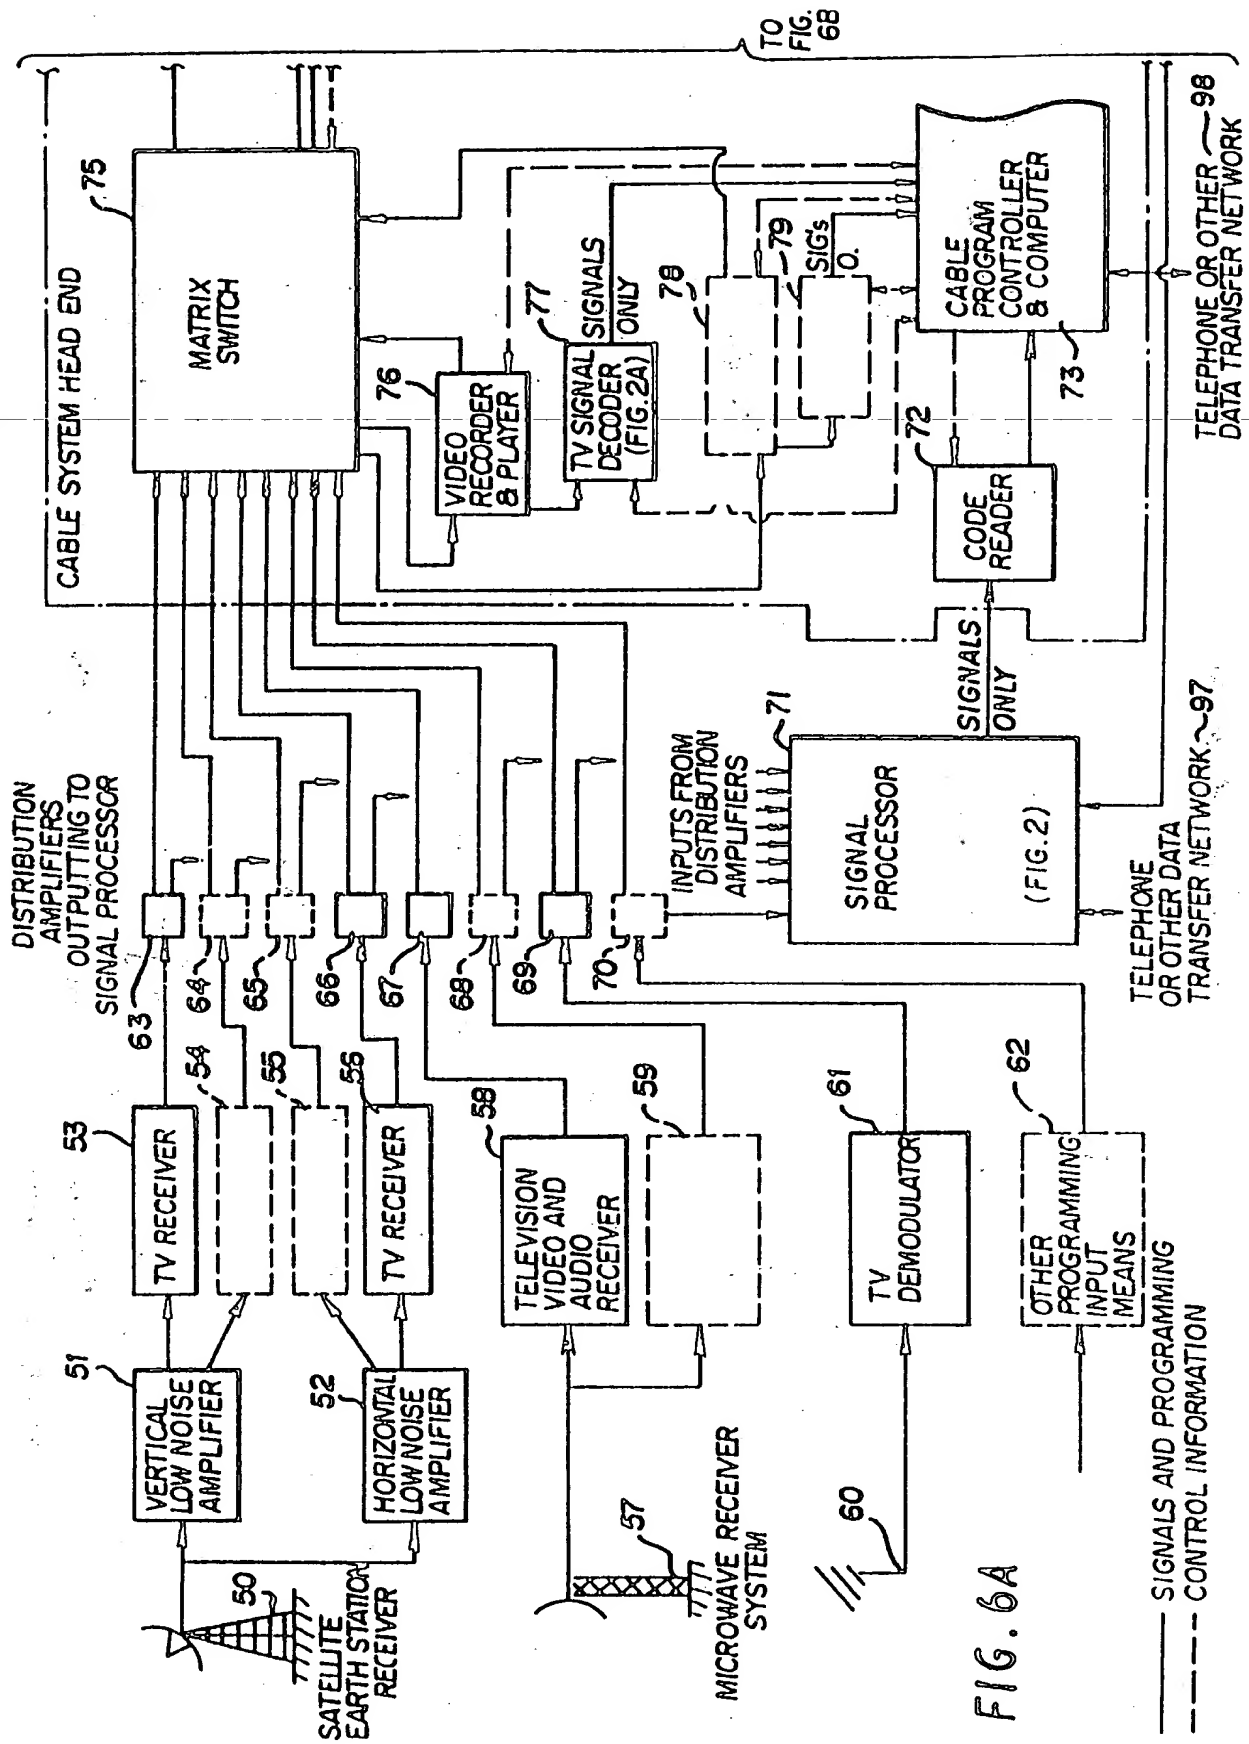 CABLE SYSTEM HEAD END
TO
FIG.
6B
75
MATRIX
SWITCH
DISTRIBUTION
AMPLIFIERS
OUTPUTTING TO
SIGNAL PROCESSOR
63
64
65
66
67
68
69
70
53
TV RECEIVER
54
55
56
TV RECEIVER
51
VERTICAL
LOW NOISE
AMPLIFIER
52
HORIZONTAL
LOW NOISE
AMPLIFIER
50
SATELLITE
EARTH STATION
RECEIVER
76
VIDEO
RECORDER
& PLAYER
77
TV SIGNAL
DECODER
(FIG. 2A)
SIGNALS
ONLY
78
79
SIG'S
O.
58
TELEVISION
VIDEO AND
AUDIO
RECEIVER
59
57
MICROWAVE RECEIVER
SYSTEM
INPUTS FROM
DISTRIBUTION
AMPLIFIERS
71
SIGNAL
PROCESSOR
(FIG. 2)
SIGNALS
ONLY
72
CODE
READER
CABLE
PROGRAM
CONTROLLER
& COMPUTER
73
61
TV
DEMODULATOR
60
62
OTHER
PROGRAMMING
INPUT
MEANS
TELEPHONE
OR OTHER DATA
TRANSFER NETWORK 97
TELEPHONE OR OTHER 98
DATA TRANSFER NETWORK
FIG. 6A
SIGNALS AND PROGRAMMING
CONTROL INFORMATION